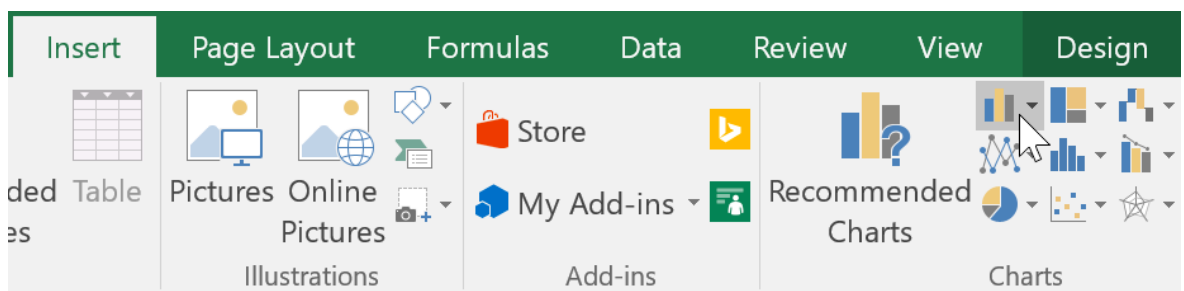 Insert Page Layout Formulas Data Review View Design
ded Table Pictures Online Store My Add-ins Recommended
es Pictures Charts
Illustrations Add-ins Charts